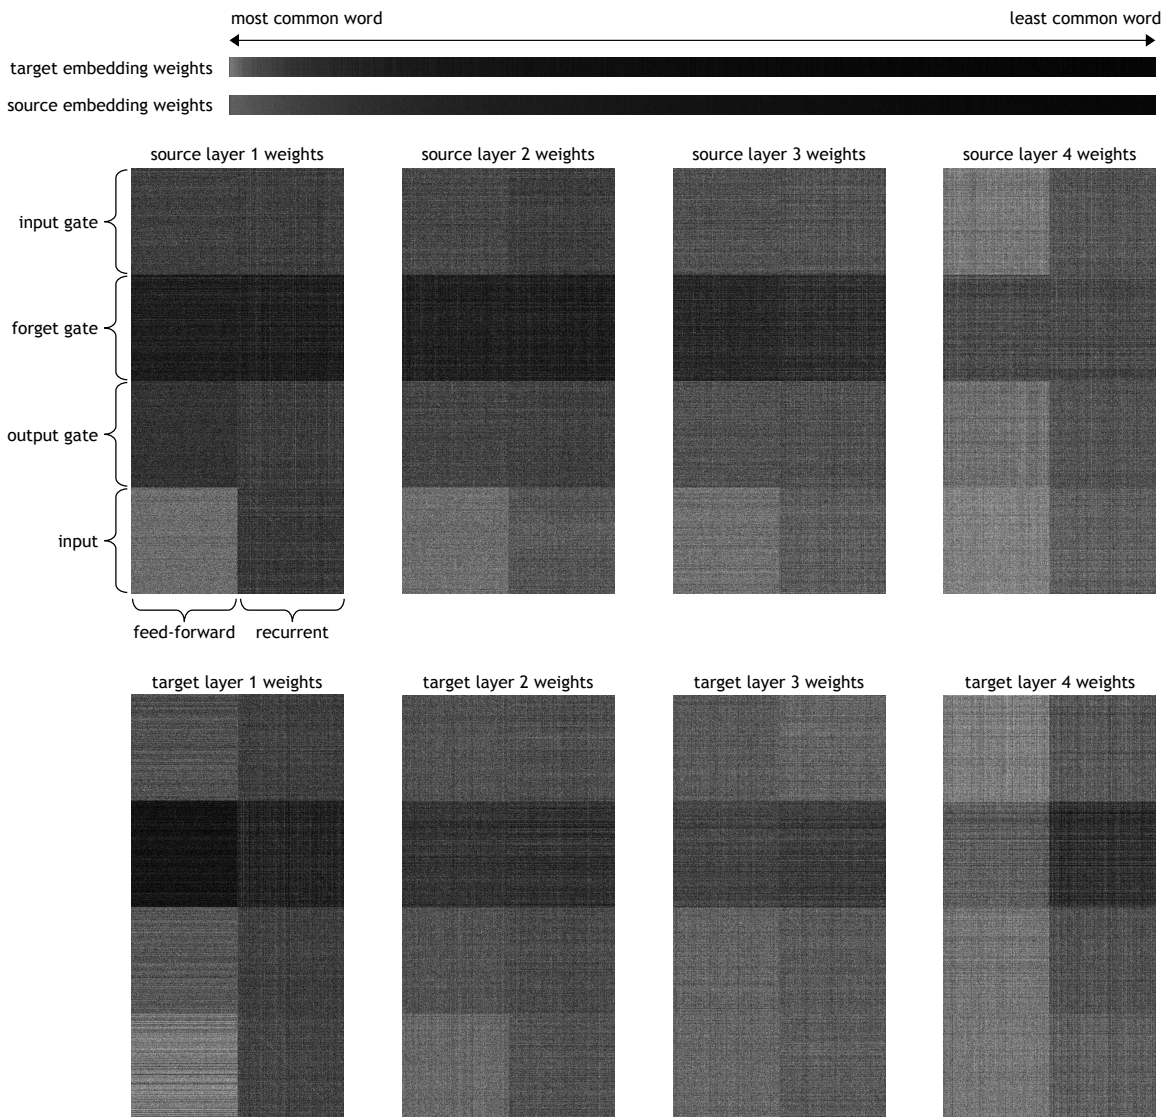 most common word
least common word
target embedding weights
source embedding weights
source layer 1 weights
source layer 2 weights
source layer 3 weights
source layer 4 weights
input gate
forget gate
output gate
input
feed-forward
recurrent
target layer 1 weights
target layer 2 weights
target layer 3 weights
target layer 4 weights